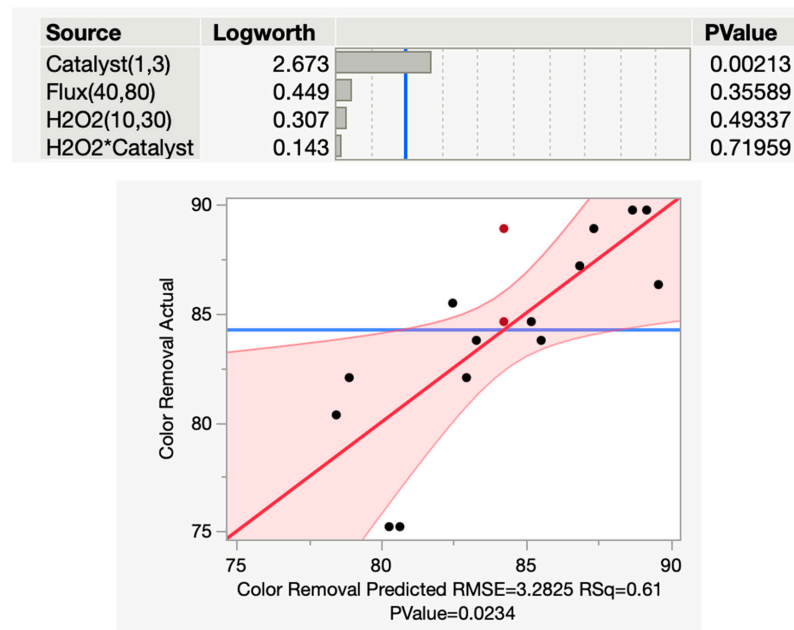 Source Logworth PValue
Catalyst(1,3) 2.673 0.00213
Flux(40,80) 0.449 0.35589
H2O2(10,30) 0.307 0.49337
H2O2*Catalyst 0.143 0.71959
90
85
80
75
Color Removal Actual
75 80 85 90
Color Removal Predicted RMSE=3.2825 RSq=0.61
PValue=0.0234